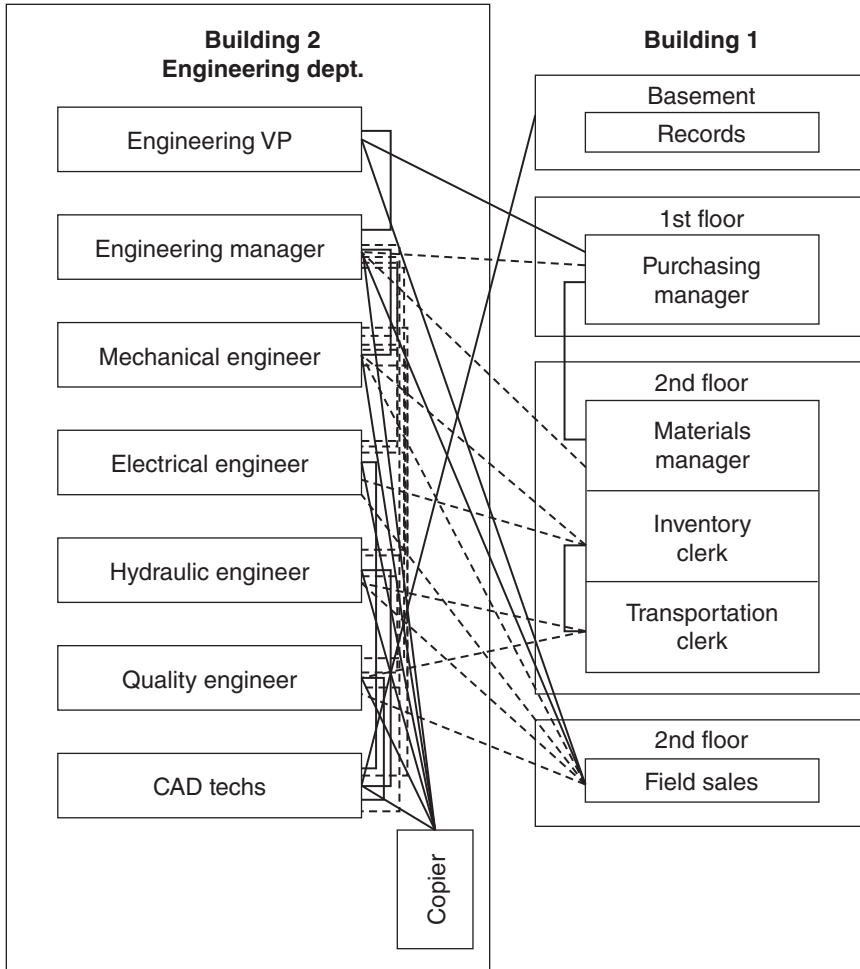 Building 2
Engineering dept.
Engineering VP
Engineering manager
Mechanical engineer
Electrical engineer
Hydraulic engineer
Quality engineer
CAD techs
Copier
Building 1
Basement
Records
1st floor
Purchasing
manager
2nd floor
Materials
manager
Inventory
clerk
Transportation
clerk
2nd floor
Field sales